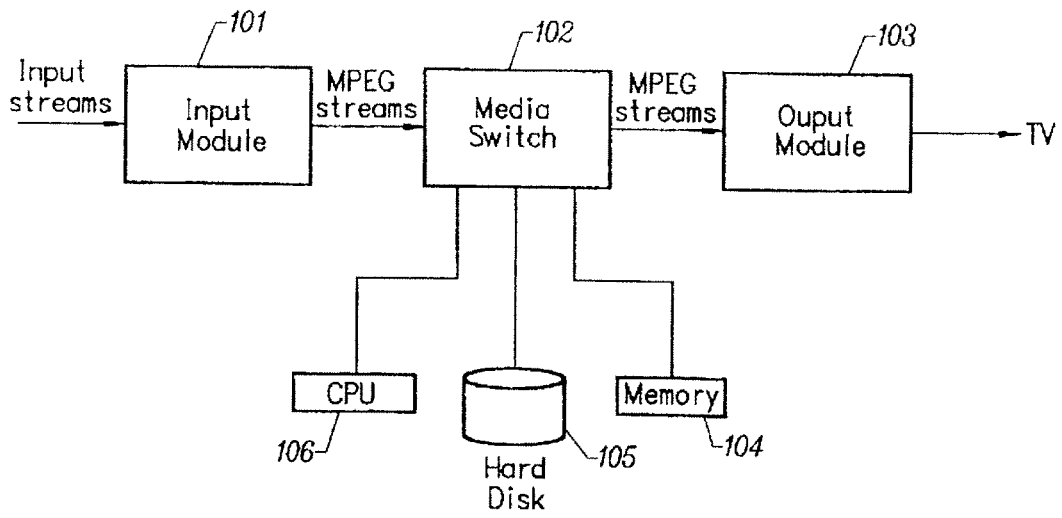 101
102
103
Input
streams
Input
Module
MPEG
streams
Media
Switch
MPEG
streams
Ouput
Module
TV
CPU
106
105
Hard
Disk
Memory
104